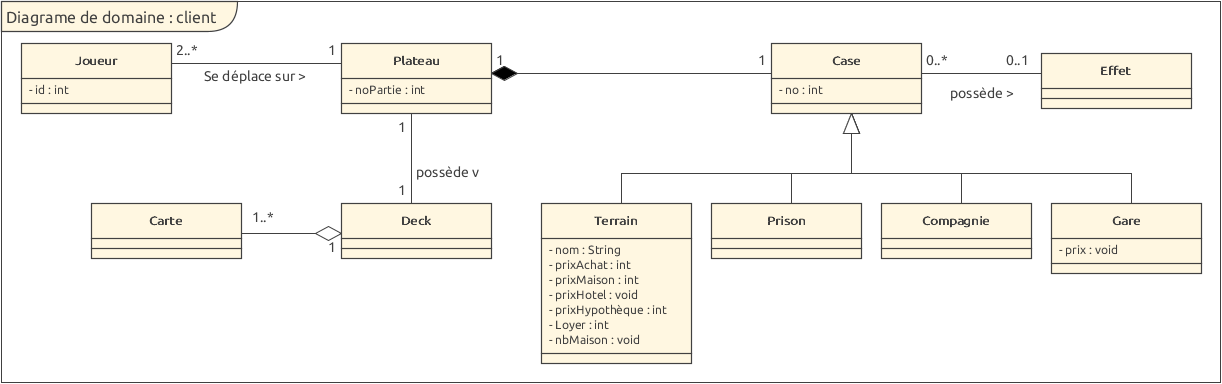 Diagrame de domaine : client
Joueur
- id : int
2..*
1
Se déplace sur >
Plateau
- noPartie : int
1
1
Case
- no : int
0..*
0..1
possède >
Effet
1
possède v
1
Carte
1..*
1
Deck
Terrain
- nom : String
- prixAchat : int
- prixMaison : int
- prixHotel : void
- prixHypothèque : int
- Loyer : int
- nbMaison : void
Prison
Compagnie
Gare
- prix : void